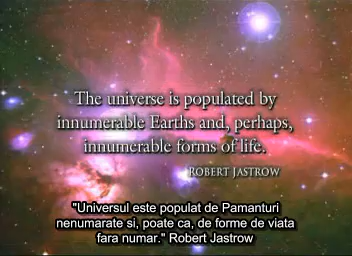 The universe is populated by
innumerable Earths and, perhaps,
innumerable forms of life.
ROBERT JASTROW
"Universul este populat de Pamanturi
nenumarate si, poate ca, de forme de viata
fara numar." Robert Jastrow